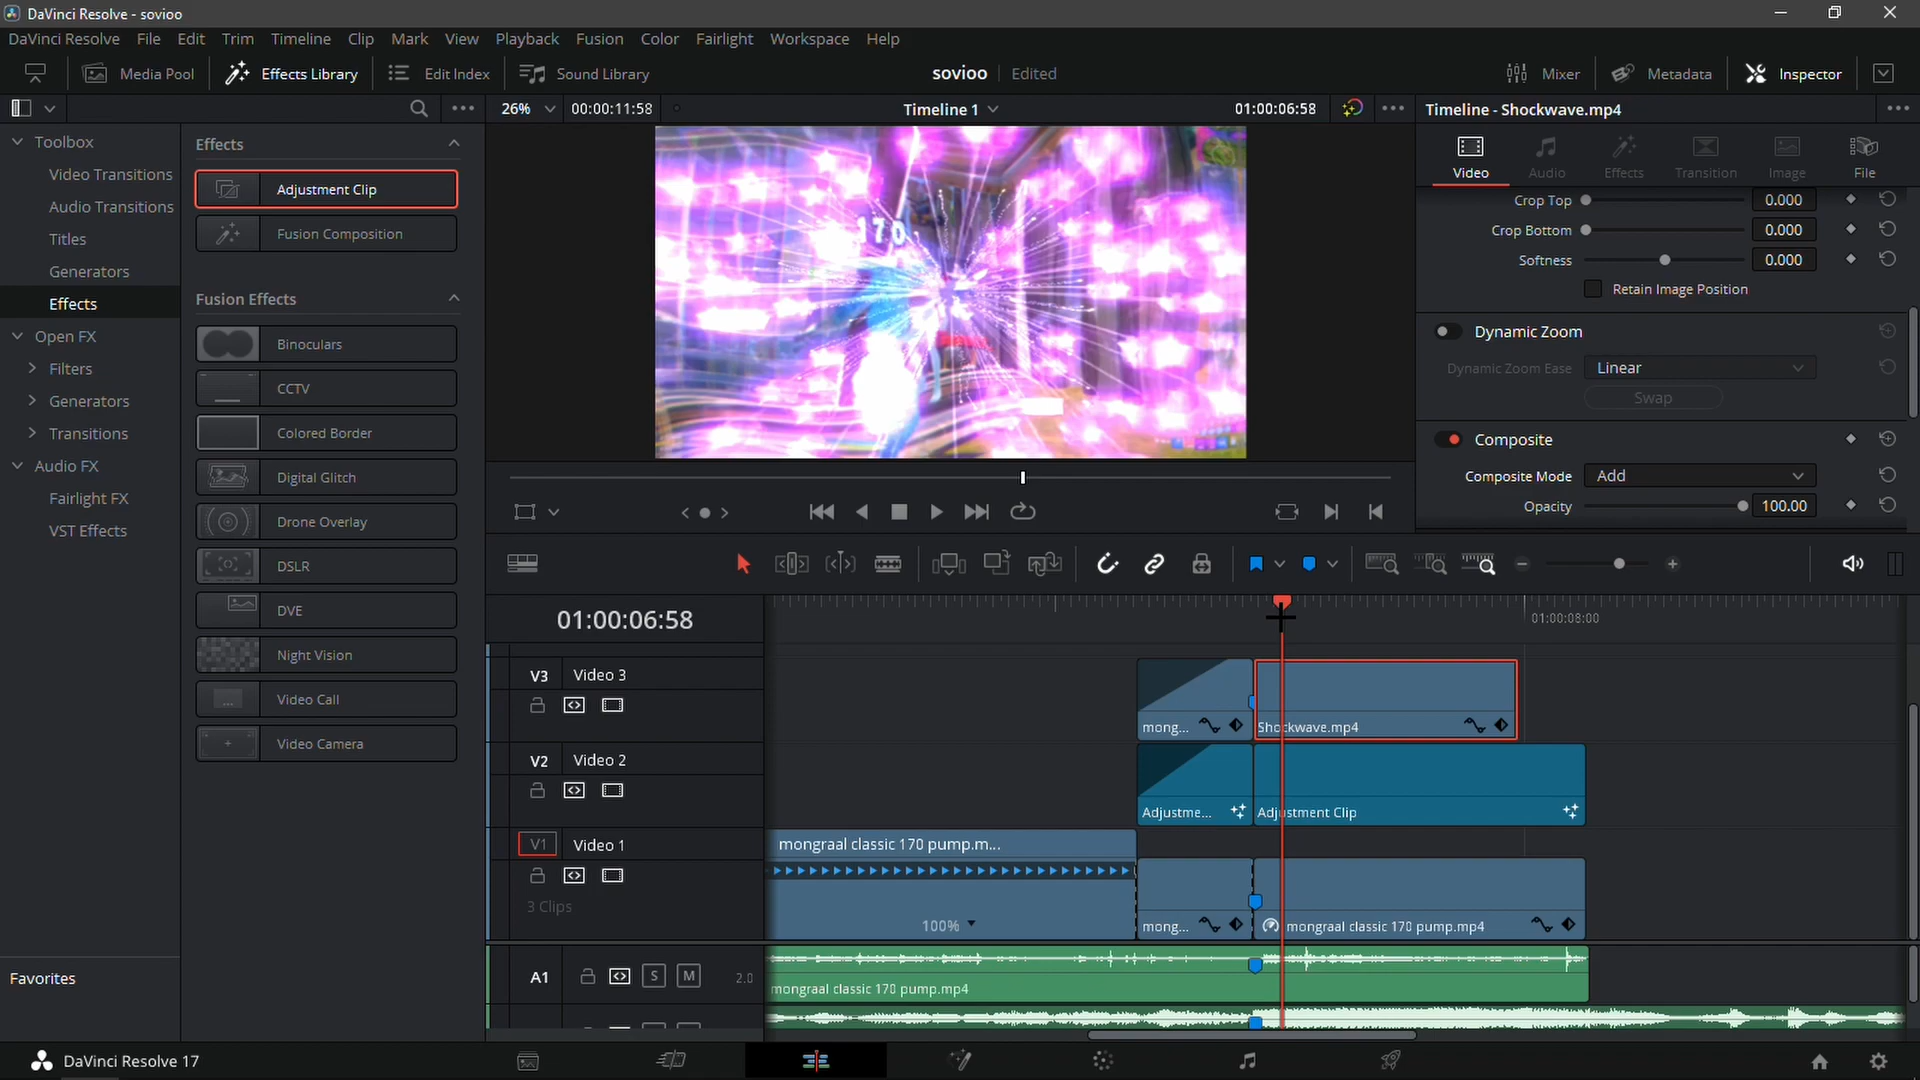 DaVinci Resolve - sovioo
DaVinci Resolve File Edit Trim Timeline Clip Mark View Playback Fusion Color Fairlight Workspace Help
Media Pool Effects Library Edit Index Sound Library sovioo Edited Mixer Metadata Inspector
26% 00:00:11:58 Timeline 1 01:00:06:58 Timeline - Shockwave.mp4
Toolbox
Video Transitions
Audio Transitions
Titles
Generators
Effects
Open FX
Filters
Generators
Transitions
Audio FX
Fairlight FX
VST Effects
Favorites
Effects
Adjustment Clip
Fusion Composition
Fusion Effects
Binoculars
CCTV
Colored Border
Digital Glitch
Drone Overlay
DSLR
DVE
Night Vision
Video Call
Video Camera
170
Video Audio Effects Transition Image File
Crop Top 0.000
Crop Bottom 0.000
Softness 0.000
Retain Image Position
Dynamic Zoom
Dynamic Zoom Ease Linear
Swap
Composite
Composite Mode Add
Opacity 100.00
01:00:06:58
01:00:08:00
V3 Video 3
mong... Shockwave.mp4
V2 Video 2
Adjustme... Adjustment Clip
V1 Video 1
3 Clips
mongraal classic 170 pump.m...
100%
mong... mongraal classic 170 pump.mp4
A1 S M 2.0
mongraal classic 170 pump.mp4
DaVinci Resolve 17